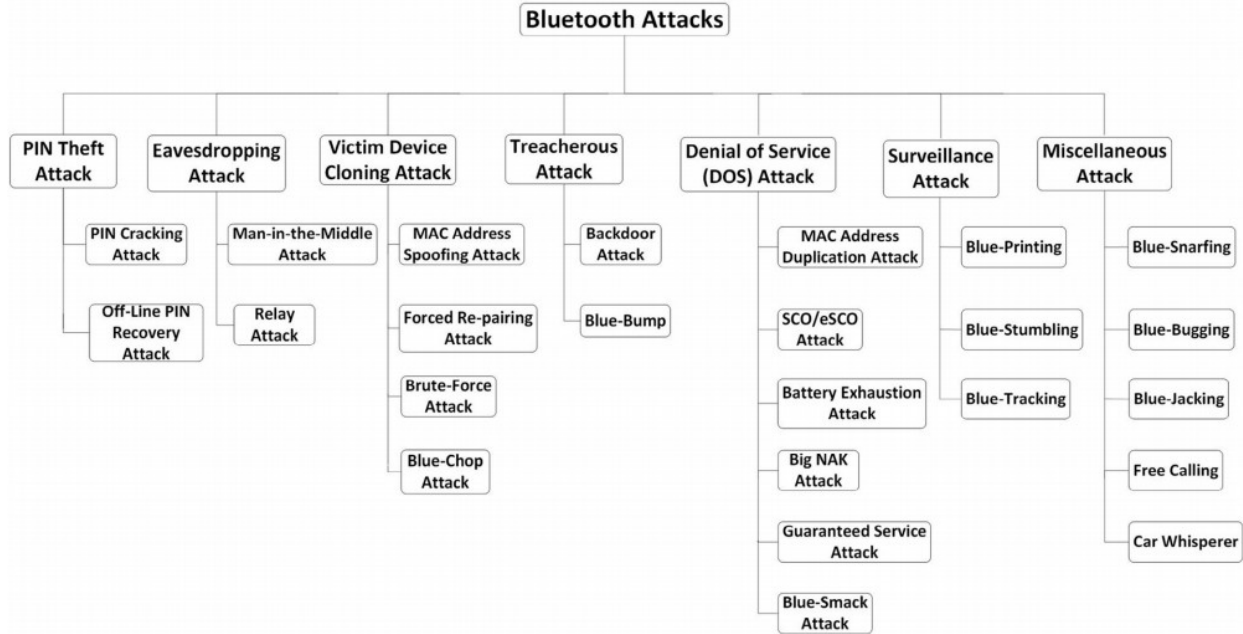 Bluetooth Attacks
PIN Theft
Attack
Eavesdropping
Attack
Victim Device
Cloning Attack
Treacherous
Attack
Denial of Service
(DOS) Attack
Surveillance
Attack
Miscellaneous
Attack
PIN Cracking
Attack
Off-Line PIN
Recovery
Attack
Man-in-the-Middle
Attack
Relay
Attack
MAC Address
Spoofing Attack
Forced Re-pairing
Attack
Brute-Force
Attack
Blue-Chop
Attack
Backdoor
Attack
Blue-Bump
MAC Address
Duplication Attack
SCO/eSCO
Attack
Battery Exhaustion
Attack
Big NAK
Attack
Guaranteed Service
Attack
Blue-Smack
Attack
Blue-Printing
Blue-Stumbling
Blue-Tracking
Blue-Snarfing
Blue-Bugging
Blue-Jacking
Free Calling
Car Whisperer